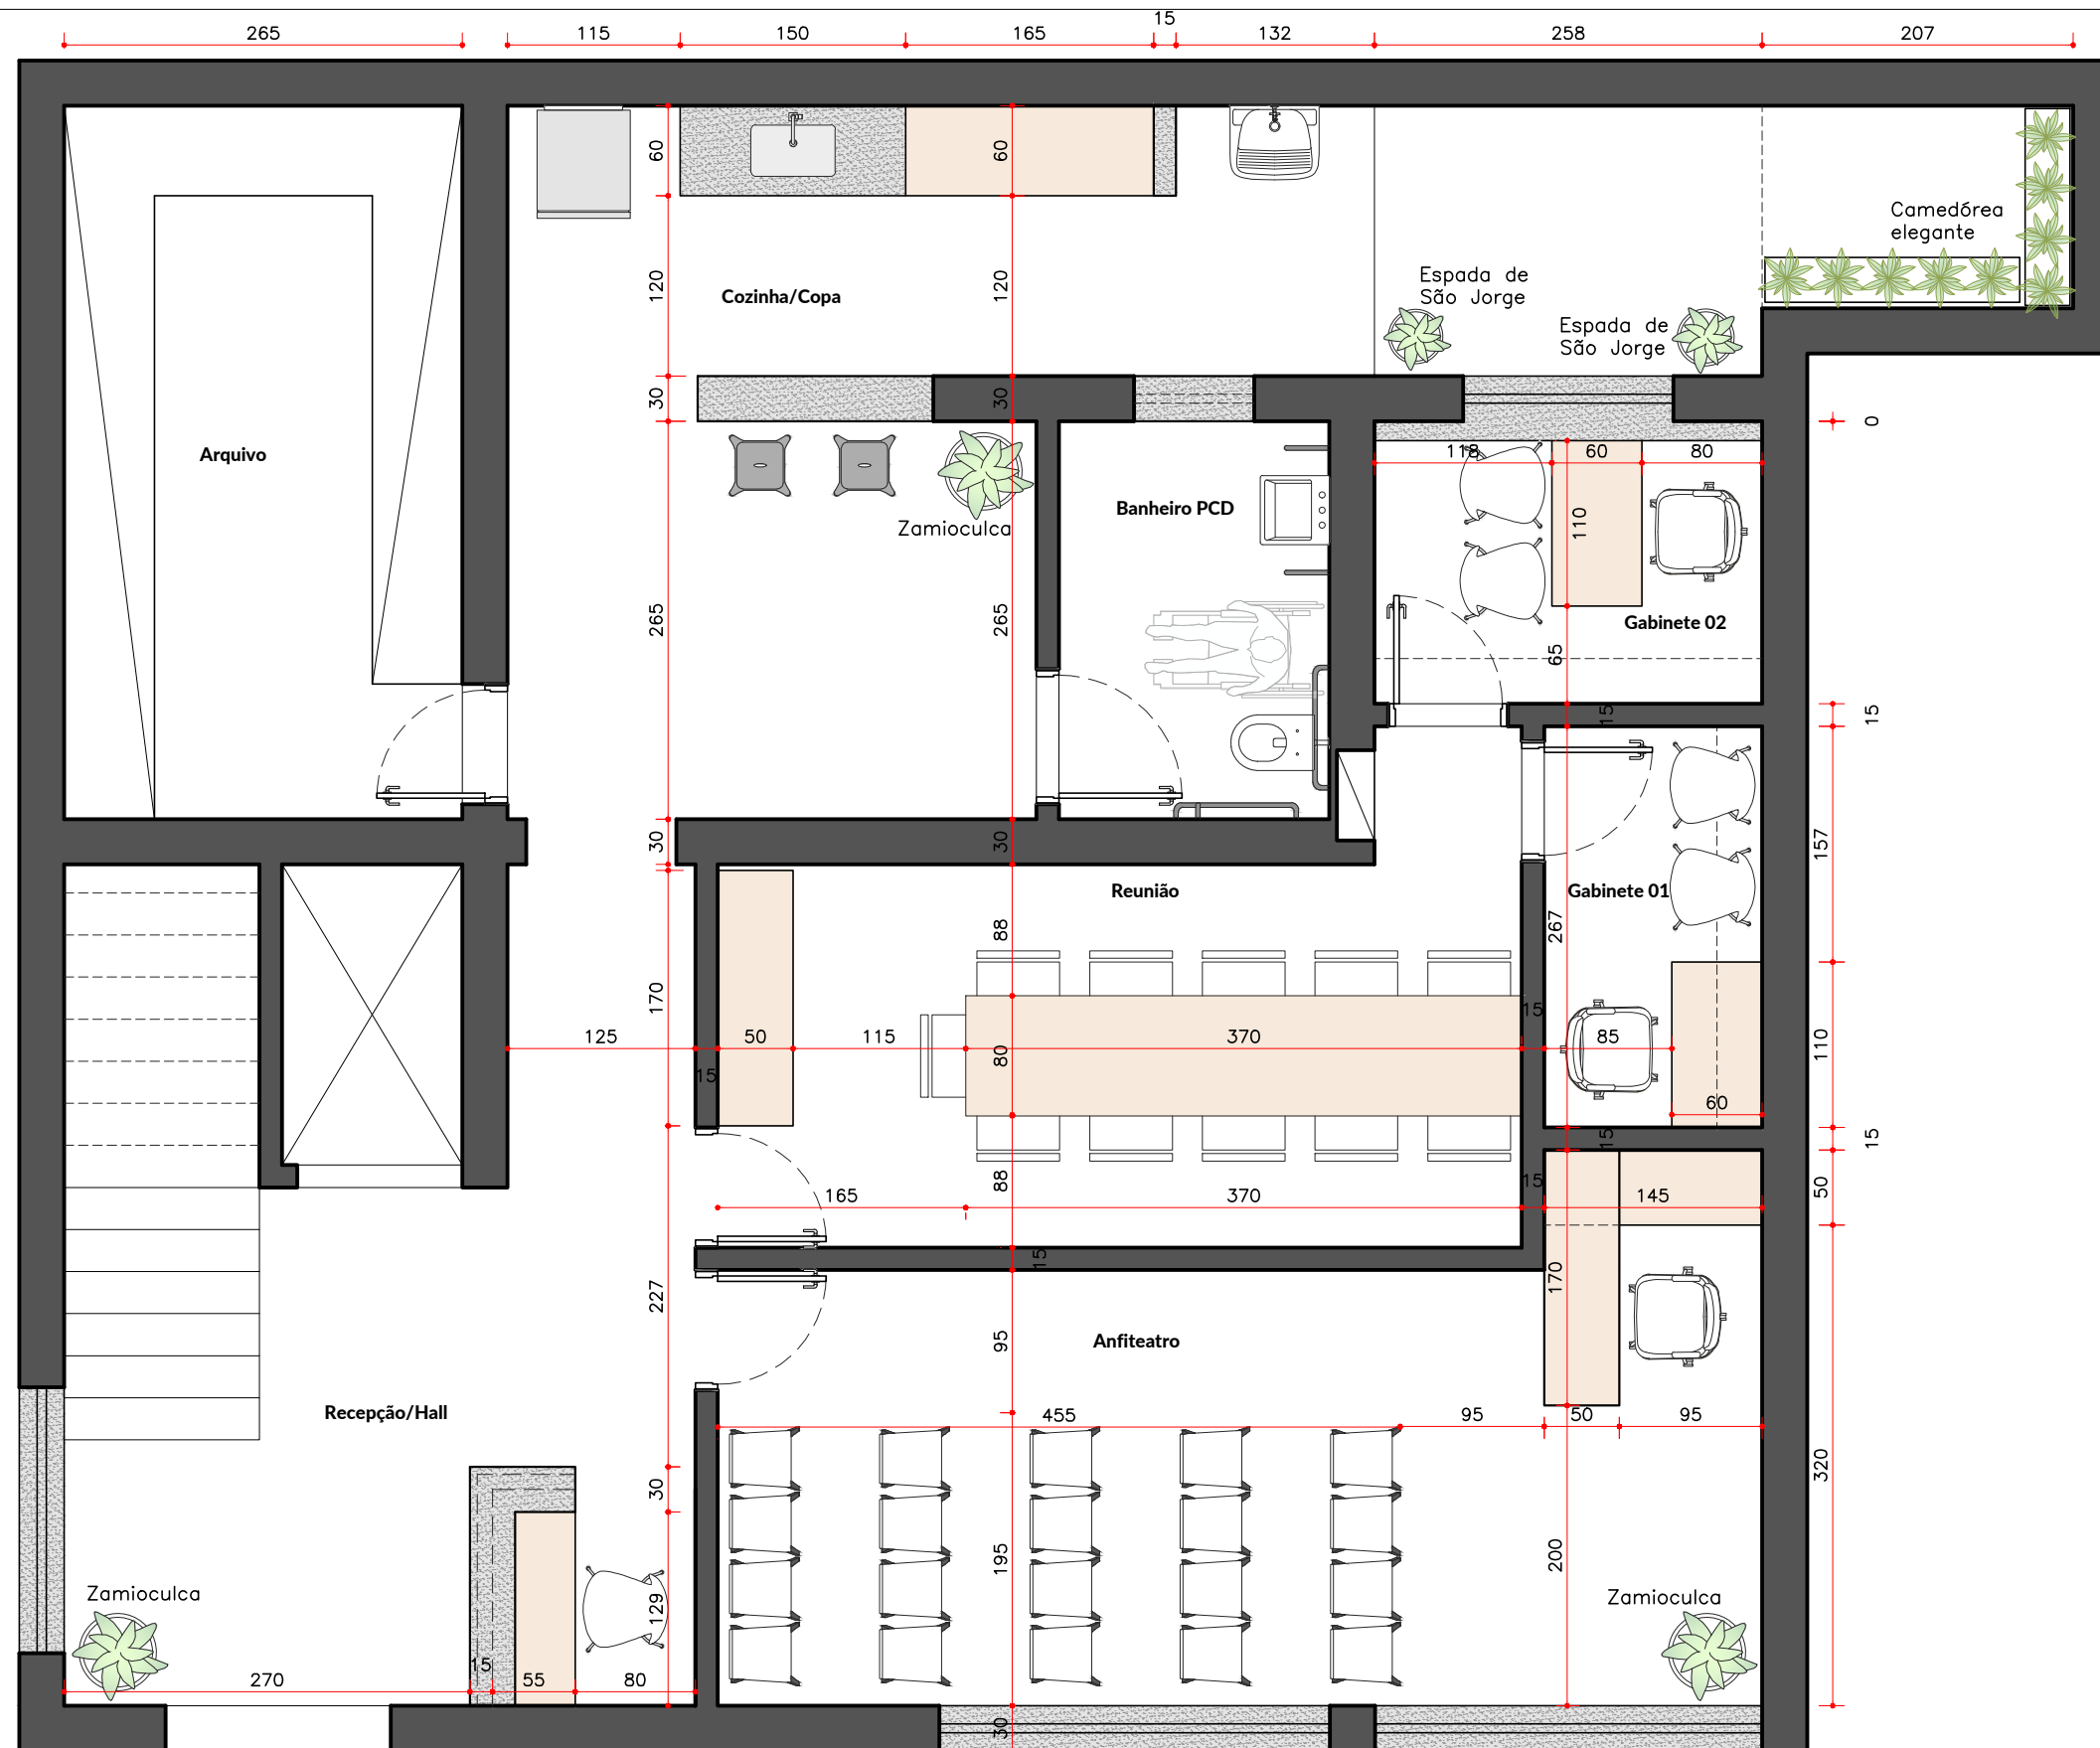 15
265 115 150 165 132 258 207
60 60
Camedórea
elegante
120 120
Espada de
São Jorge
Cozinha/Copa
Espada de
São Jorge
30 30
0
Arquivo
118 60 80
Banheiro PCD
Zamioculca
110
265 265
Gabinete 02
65
15 15
30 30
157
Reunião
Gabinete 01
88
267
170
15
125 50 115 370 85
110
80
15
60
15 15
88
15
50
165 370 145
15
170
227
95
Anfiteatro
Recepção/Hall
455 95 50 95
320
30
195
200
Zamioculca
129
Zamioculca
15
270 55 80
30